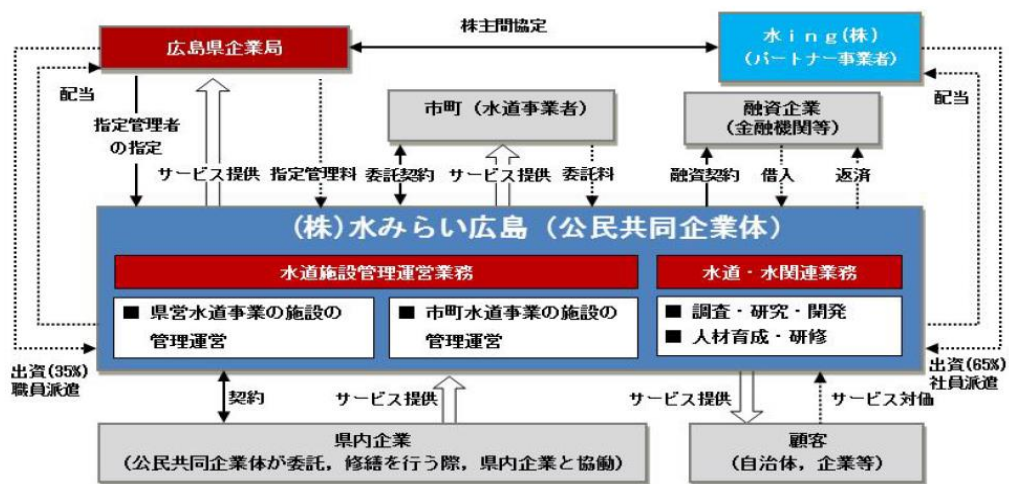 株主間協定
広島県企業局
水ing(株)
(パートナー事業者)
配当
指定管理者
の指定
サービス提供
指定管理料
市町(水道事業者)
委託契約
サービス提供
委託料
融資企業
(金融機関等)
融資契約
借入
返済
配当
(株)水みらい広島(公民共同企業体)
水道施設管理運営業務
水道・水関連業務
■ 県営水道事業の施設の
管理運営
■ 市町水道事業の施設の
管理運営
■ 調査・研究・開発
■ 人材育成・研修
出資(35%)
職員派遣
出資(65%)
社員派遣
契約
サービス提供
サービス提供
サービス対価
県内企業
(公民共同企業体が委託,修繕を行う際,県内企業と協働)
顧客
(自治体,企業等)